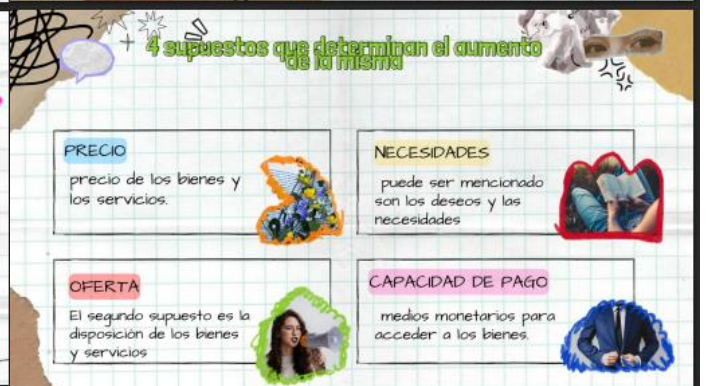 4 supuestos que determinan el aumento
de la misma
PRECIO
precio de los bienes y
los servicios.
NECESIDADES
puede ser mencionado
son los deseos y las
necesidades
OFERTA
El segundo supuesto es la
disposición de los bienes
y servicios
CAPACIDAD DE PAGO
medios monetarios para
acceder a los bienes.